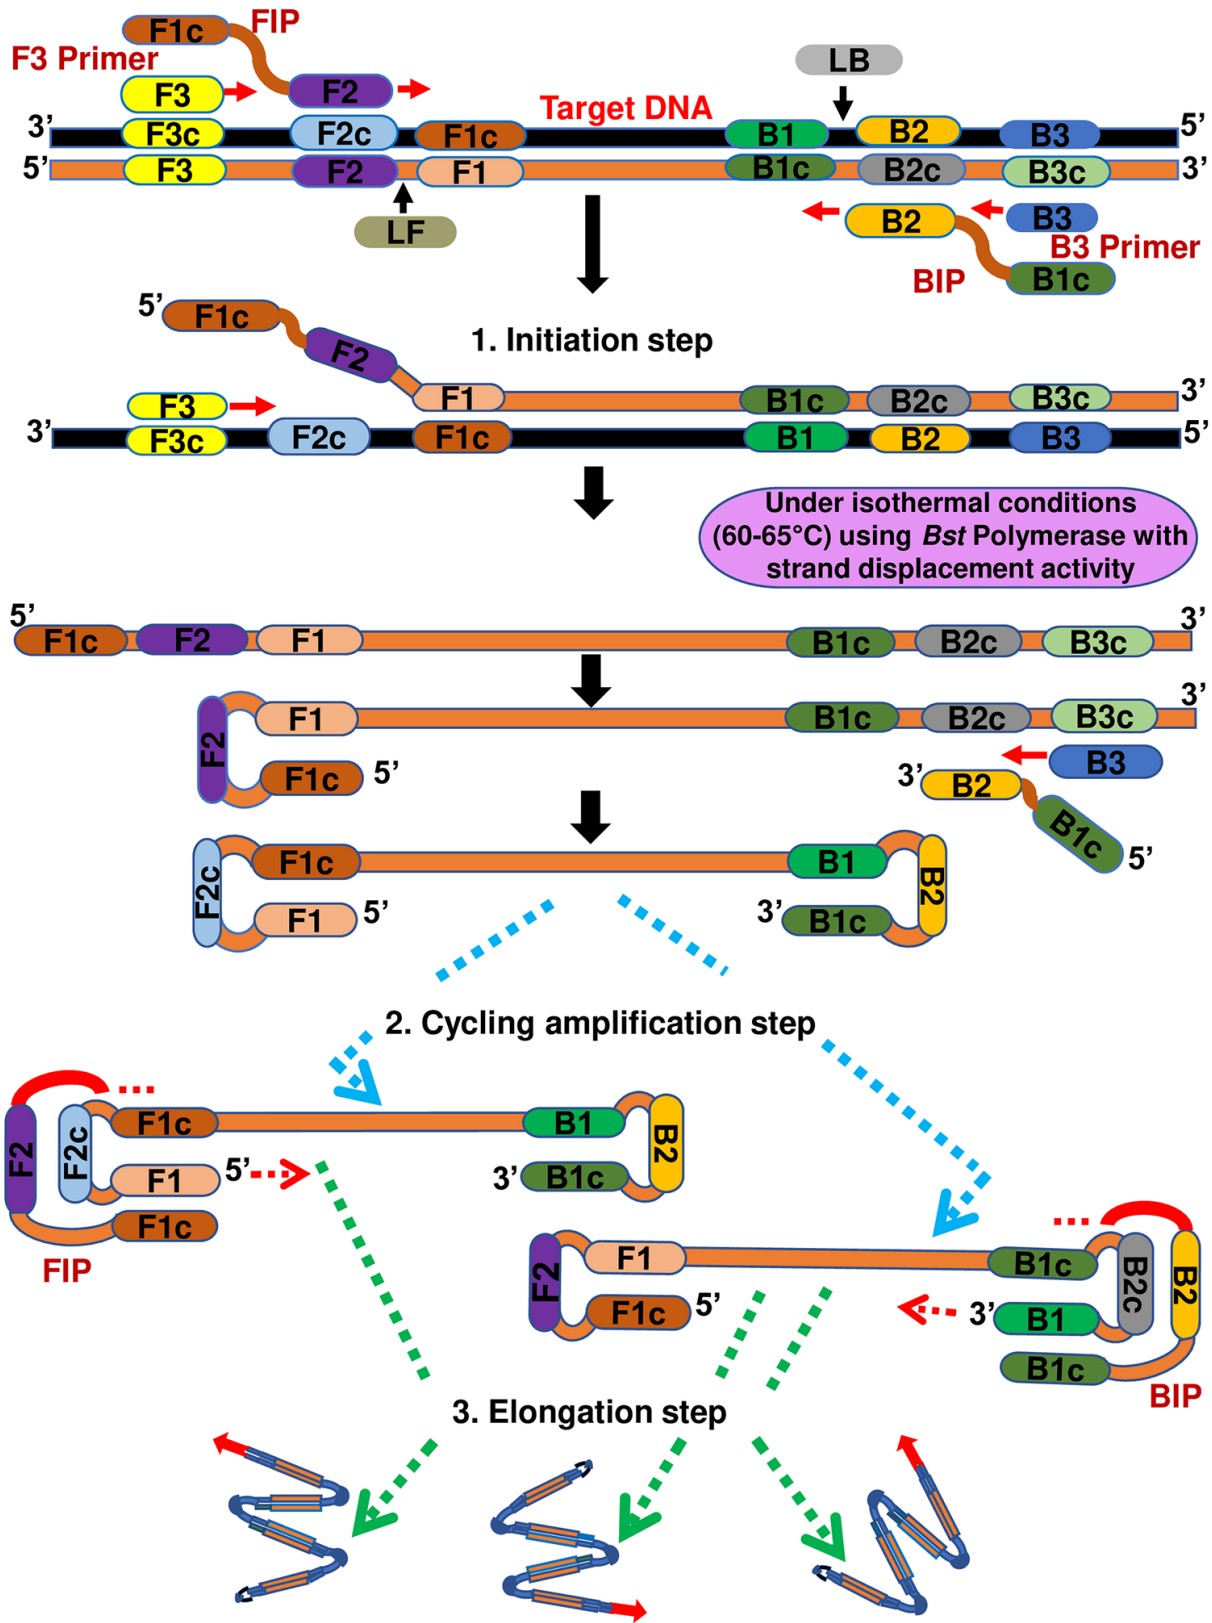 F1c
FIP
F3 Primer
F3
F2
LB
Target DNA
3’
F3c
F2c
F1c
B1
B2
B3
5’
5’
F3
F2
F1
B1c
B2c
B3c
3’
LF
B2
B3
B3 Primer
BIP
B1c
5’
F1c
F2
1. Initiation step
F1
B1c
B2c
B3c
3’
F3
3’
F3c
F2c
F1c
B1
B2
B3
5’
Under isothermal conditions
(60-65°C) using Bst Polymerase with
strand displacement activity
5’
3’
F1c
F2
F1
B1c
B2c
B3c
3’
F2
F1
B1c
B2c
B3c
F1c
5’
B3
3’
B2
B1c
5’
F2c
F1c
B1
B2
F1
5’
3’
B1c
2. Cycling amplification step
F2
F2c
F1c
B1
B2
F1
5’
3’
B1c
F1c
FIP
F2
F1
B1c
B2c
B2
F1c
5’
3’
B1
B1c
BIP
3. Elongation step